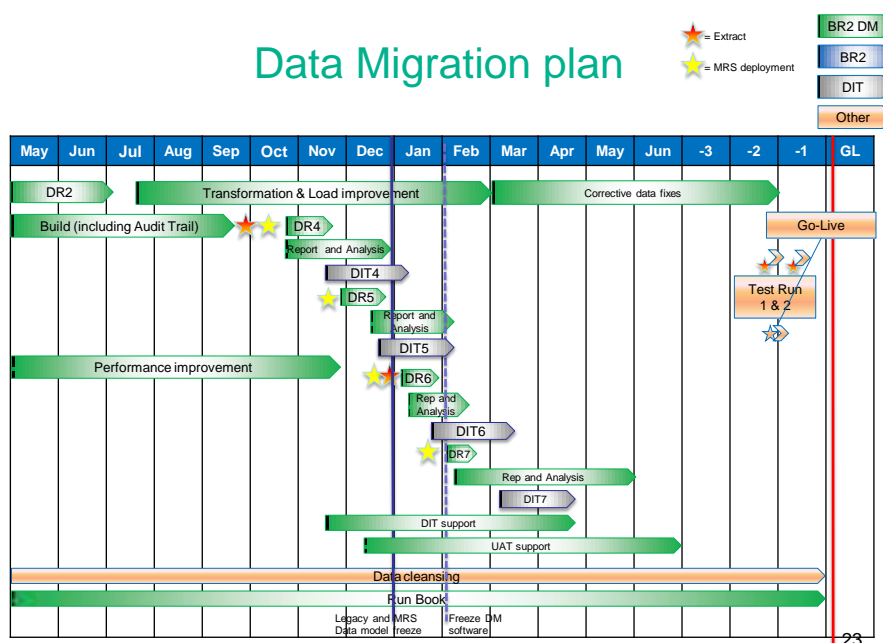 Data Migration plan
= Extract
= MRS deployment
BR2 DM
BR2
DIT
Other
May Jun Jul Aug Sep Oct Nov Dec Jan Feb Mar Apr May Jun -3 -2 -1 GL
DR2
Transformation & Load improvement
Corrective data fixes
Build (including Audit Trail)
DR4
Go-Live
Report and Analysis
DIT4
DR5
Test Run
1 & 2
Report and
Analysis
DIT5
Performance improvement
DR6
Rep and
Analysis
DIT6
DR7
Rep and Analysis
DIT7
DIT support
UAT support
Data cleansing
Run Book
Legacy and MRS
Data model freeze
Freeze DM
software
23